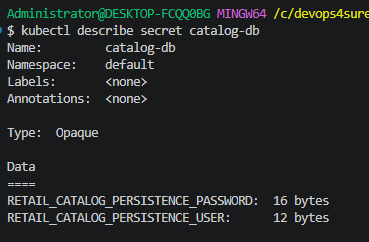 Administrator@DESKTOP-FCQQ0BG MINGW64 /c/devops4sure
$ kubectl describe secret catalog-db
Name:         catalog-db
Namespace:    default
Labels:       <none>
Annotations:  <none>

Type:  Opaque

Data
====
RETAIL_CATALOG_PERSISTENCE_PASSWORD:  16 bytes
RETAIL_CATALOG_PERSISTENCE_USER:      12 bytes